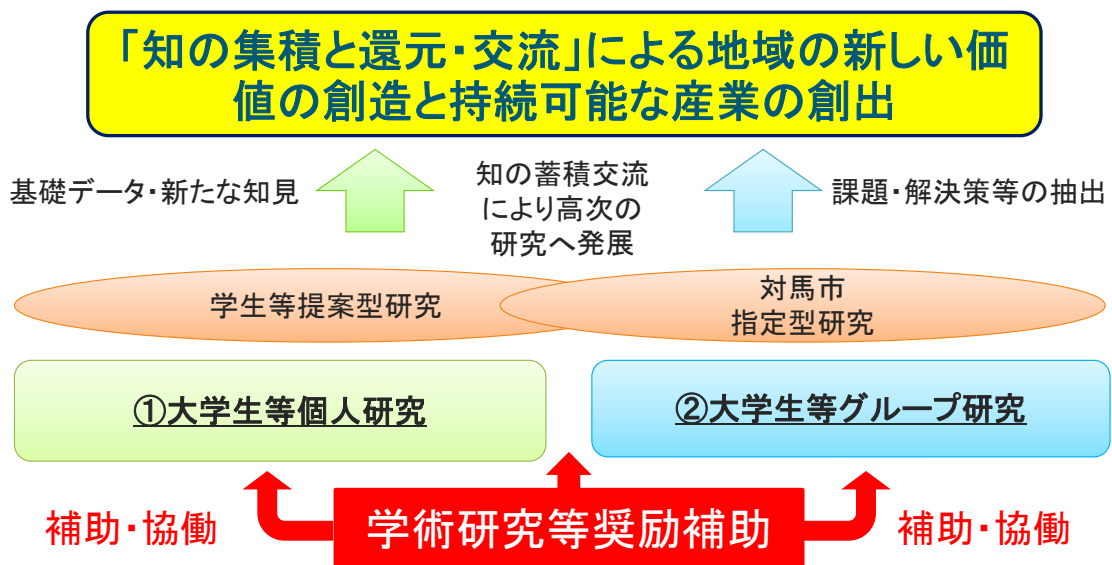 「知の集積と還元・交流」による地域の新しい価
値の創造と持続可能な産業の創出
基礎データ・新たな知見
知の蓄積交流
により高次の
研究へ発展
課題・解決策等の抽出
学生等提案型研究
対馬市
指定型研究
①大学生等個人研究
②大学生等グループ研究
補助・協働
学術研究等奨励補助
補助・協働